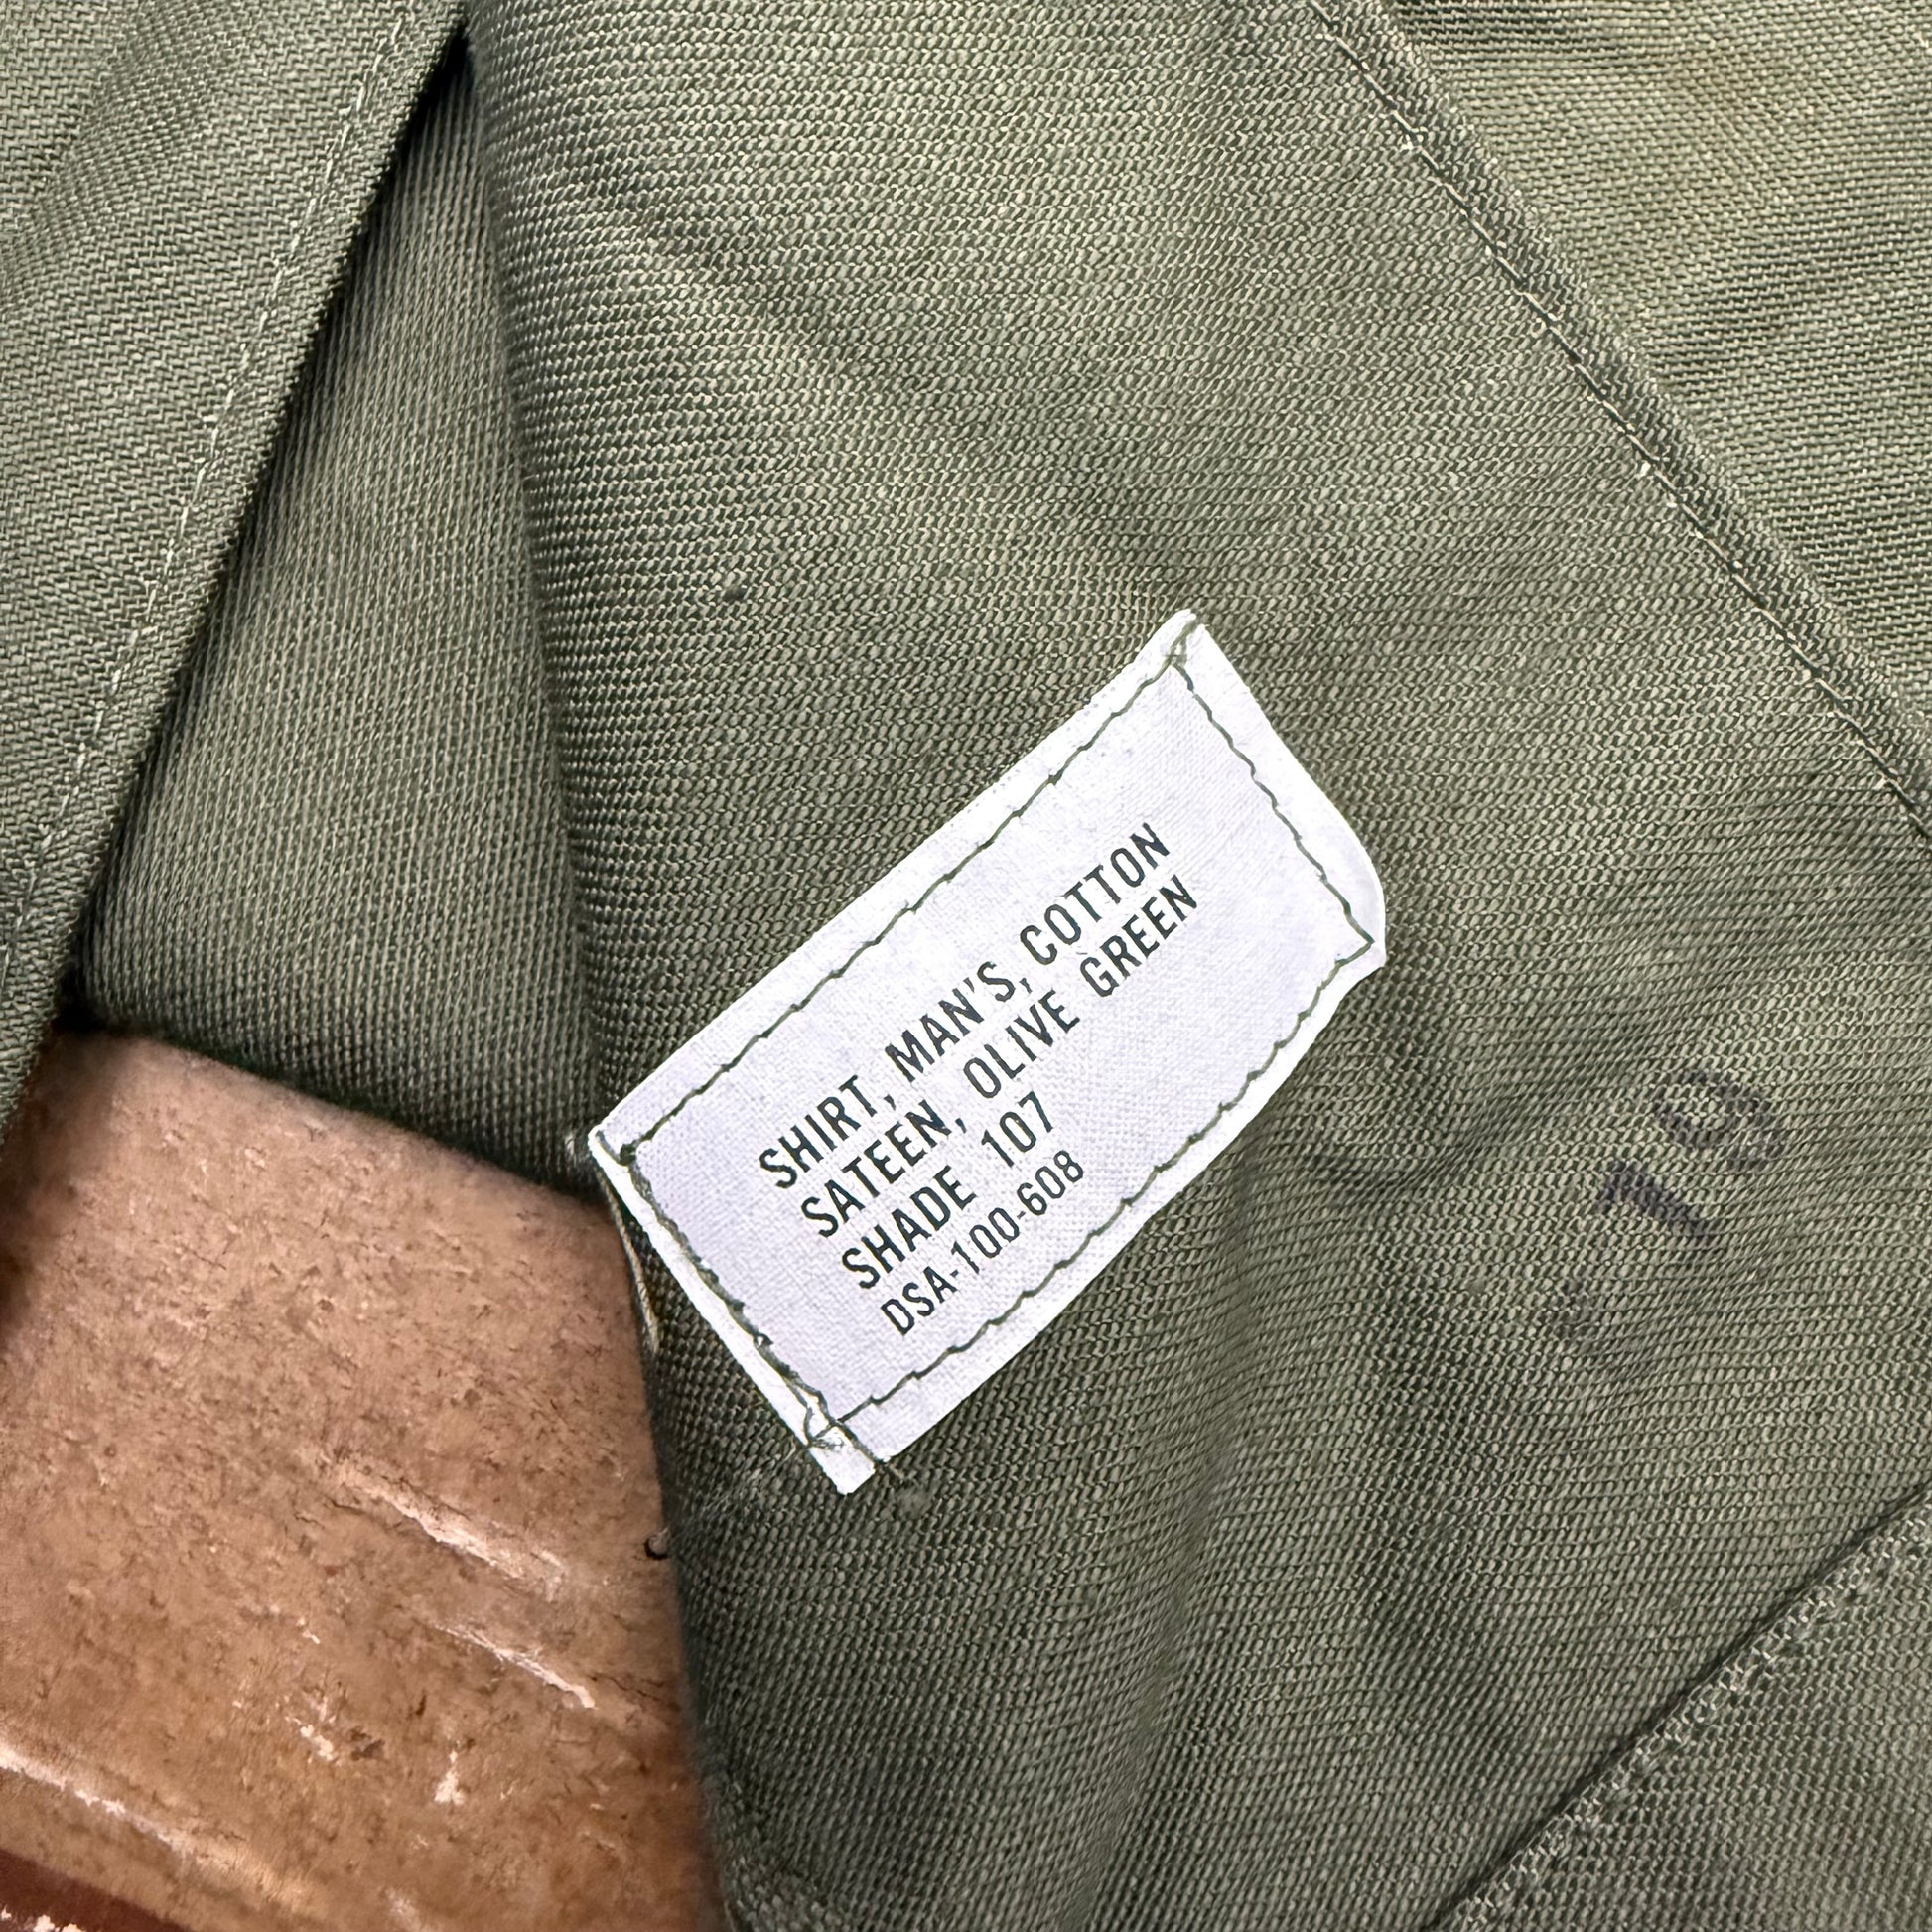 SHIRT, MAN'S, COTTON
SATEEN, OLIVE GREEN
SHADE 107
DSA-100-608